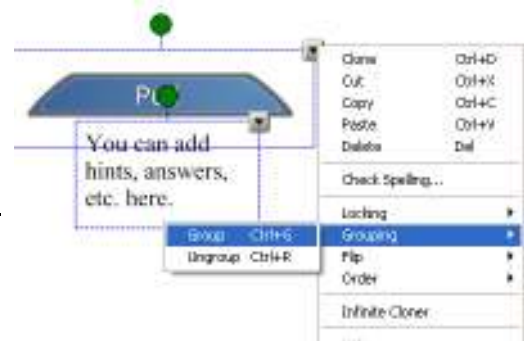 Pu
You can add
hints, answers,
etc. here.
Clone Ctrl+D
Cut Ctrl+X
Copy Ctrl+C
Paste Ctrl+V
Delete Del
Check Spelling...
Locking
Grouping
Group Ctrl+G
Ungroup Ctrl+R
Flip
Order
Infinite Cloner